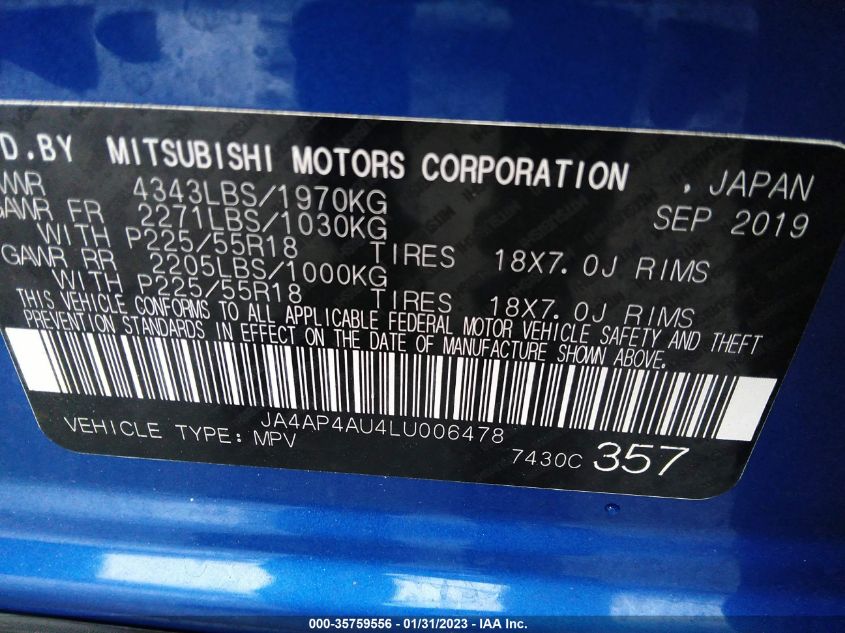 D.BY MITSUBISHI MOTORS CORPORATION , JAPAN
WR 4343LBS/1970KG SEP 2019
GAWR FR 2271LBS/1030KG
WITH P225/55R18 TIRES 18X7.0J RIMS
GAWR RR 2205LBS/1000KG
WITH P225/55R18 TIRES 18X7.0J RIMS
THIS VEHICLE CONFORMS TO ALL APPLICABLE FEDERAL MOTOR VEHICLE SAFETY AND THEFT
PREVENTION STANDARDS IN EFFECT ON THE DATE OF MANUFACTURE SHOWN ABOVE.
JA4AP4AU4LU006478
VEHICLE TYPE: MPV 7430C 357
000-35759556 - 01/31/2023 - IAA Inc.